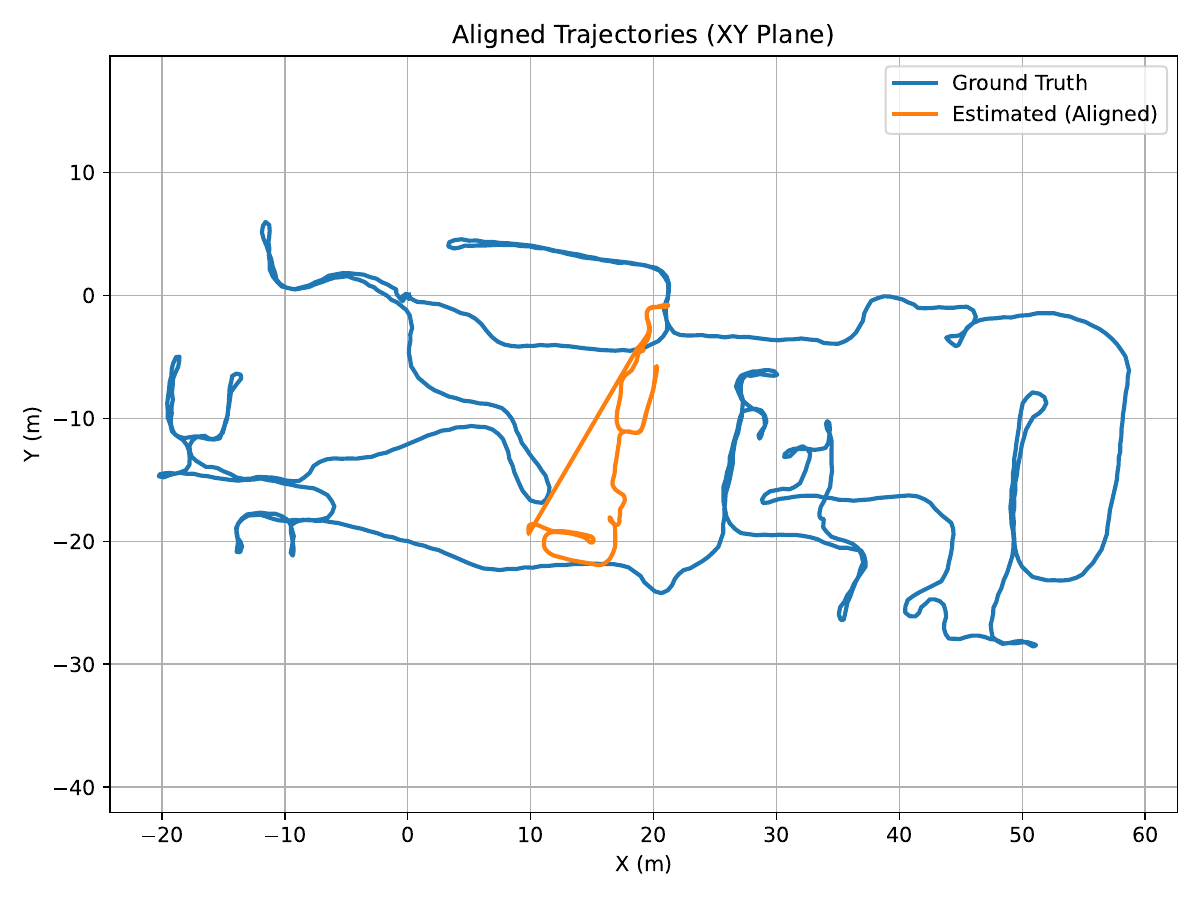 Aligned Trajectories (XY Plane)
Ground Truth
Estimated (Aligned)
Y (m)
10
0
−10
−20
−30
−40
−20 −10 0 10 20 30 40 50 60
X (m)